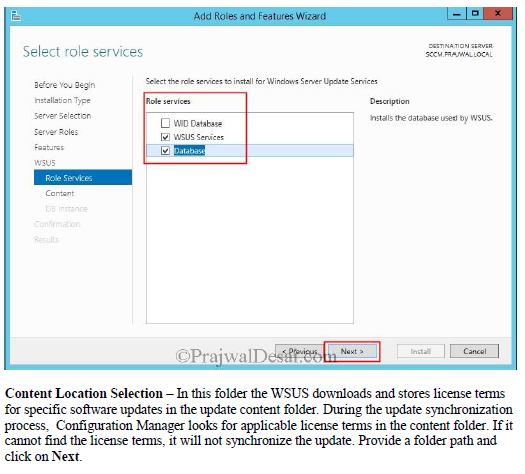 Add Roles and Features Wizard
Select role services
DESTINATION SERVER
SCCM.PRAJWAL.LOCAL
Before You Begin
Installation Type
Server Selection
Server Roles
Features
WSUS
Role Services
Content
DB Instance
Confirmation
Results
Select the role services to install for Windows Server Update Services
Role services
WID Database
WSUS Services
Database
Description
Installs the database used by WSUS.
©PrajwalDesai.com
< Previous
Next >
Install
Cancel
Content Location Selection – In this folder the WSUS downloads and stores license terms
for specific software updates in the update content folder. During the update synchronization
process,  Configuration Manager looks for applicable license terms in the content folder. If it
cannot find the license terms, it will not synchronize the update. Provide a folder path and
click on Next.